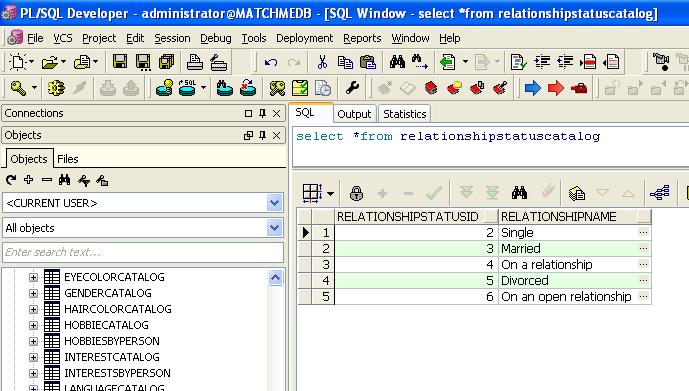 PL/SQL Developer - administrator@MATCHMEDB - [SQL Window - select *from relationshipstatuscatalog]
File VCS Project Edit Session Debug Tools Deployment Reports Window Help
Connections
Objects
Objects Files
<CURRENT USER>
All objects
Enter search text...
EYECOLORCATALOG
GENDERCATALOG
HAIRCOLORCATALOG
HOBBIECATALOG
HOBBIESBYPERSON
INTERESTCATALOG
INTERESTSBYPERSON
LANGUAGECATALOG
SQL Output Statistics
select *from relationshipstatuscatalog
RELATIONSHIPSTATUSID RELATIONSHIPNAME
1 2 Single ...
2 3 Married ...
3 4 On a relationship ...
4 5 Divorced ...
5 6 On an open relationship ...